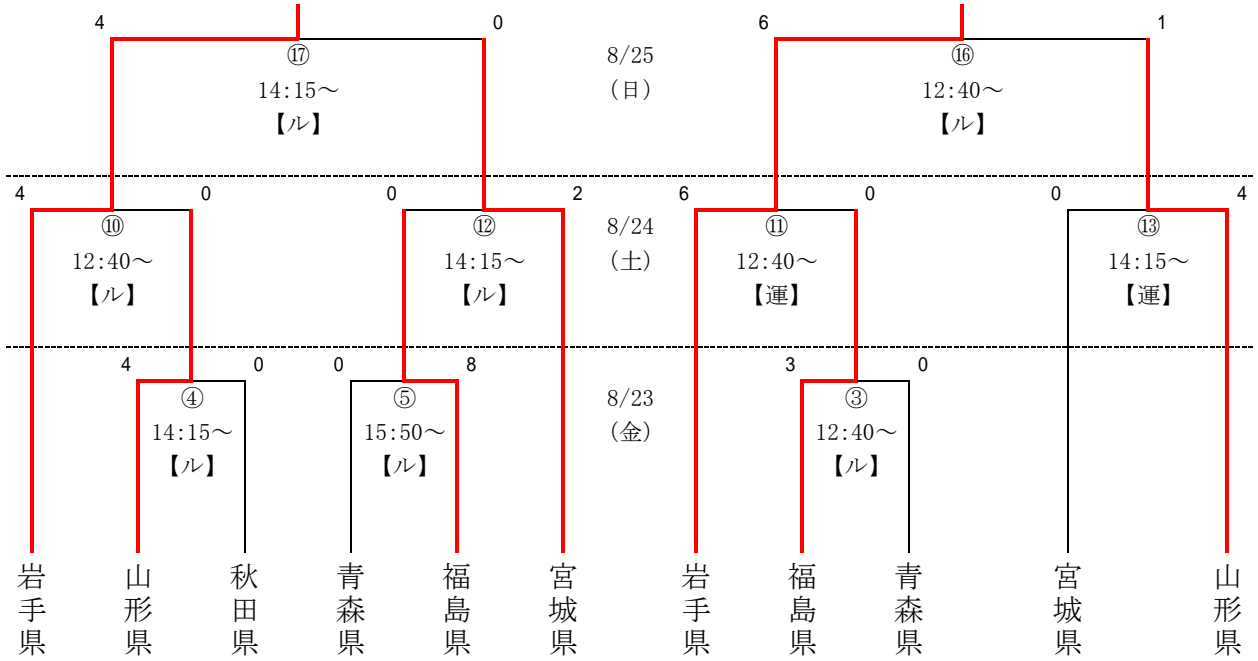 4 0 6 1
⑰ 8/25 ⑯
14:15～ (日) 12:40～
【ル】 【ル】
4 0 0 2 6 0 0 4
⑩ ⑫ 8/24 ⑪ ⑬
12:40～ 14:15～ (土) 12:40～ 14:15～
【ル】 【ル】 【運】 【運】
4 0 0 8 3 0
④ ⑤ 8/23 ③
14:15～ 15:50～ (金) 12:40～
【ル】 【ル】 【ル】
岩手県
山形県
秋田県
青森県
福島県
宮城県
岩手県
福島県
青森県
宮城県
山形県